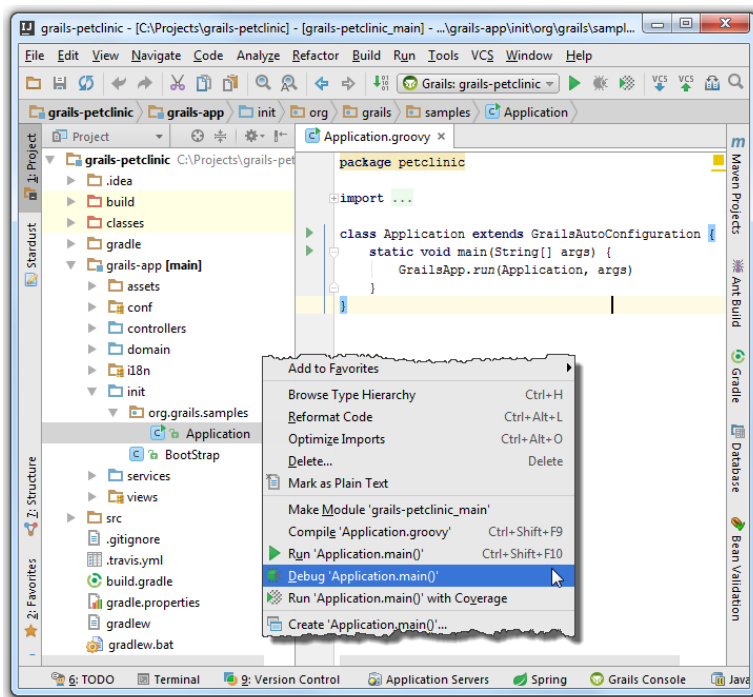 grails-petclinic - [C:\Projects\grails-petclinic] - [grails-petclinic_main] - ...\grails-app\init\org\grails\sampl...
File Edit View Navigate Code Analyze Refactor Build Run Tools VCS Window Help
Grails: grails-petclinic VCS VCS
grails-petclinic grails-app init org grails samples Application
1: Project
Stardust
7: Structure
2: Favorites
Project
grails-petclinic C:\Projects\grails-pet
.idea
build
classes
gradle
grails-app [main]
assets
conf
controllers
domain
i18n
init
org.grails.samples
Application
BootStrap
services
views
src
.gitignore
.travis.yml
build.gradle
gradle.properties
gradlew
gradlew.bat
Application.groovy
package petclinic
import ...
class Application extends GrailsAutoConfiguration {
static void main(String[] args) {
GrailsApp.run(Application, args)
}
}
Add to Favorites
Browse Type Hierarchy Ctrl+H
Reformat Code Ctrl+Alt+L
Optimize Imports Ctrl+Alt+O
Delete... Delete
Mark as Plain Text
Make Module 'grails-petclinic_main'
Compile 'Application.groovy' Ctrl+Shift+F9
Run 'Application.main()' Ctrl+Shift+F10
Debug 'Application.main()'
Run 'Application.main()' with Coverage
Create 'Application.main()'...
Maven Projects
Ant Build
Gradle
Database
Bean Validation
6: TODO Terminal 9: Version Control Application Servers Spring Grails Console Java